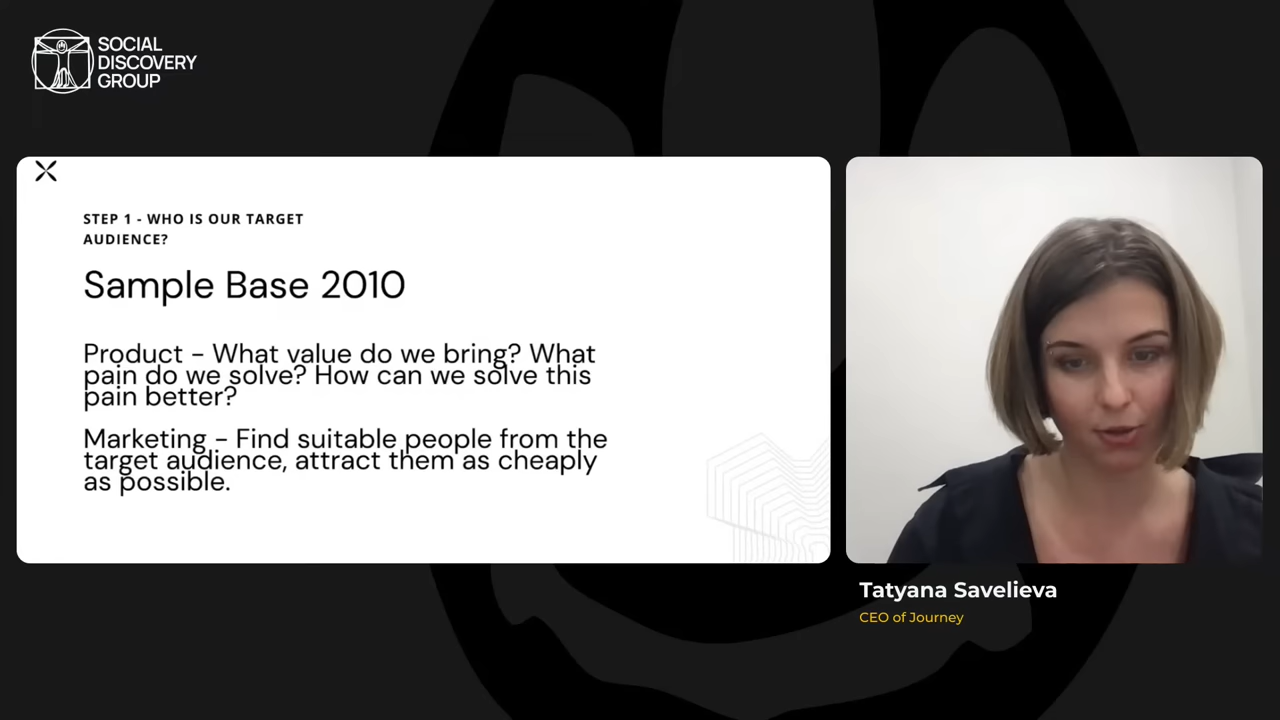 SOCIAL
DISCOVERY
GROUP
STEP 1 - WHO IS OUR TARGET
AUDIENCE?
Sample Base 2010
Product - What value do we bring? What
pain do we solve? How can we solve this
pain better?
Marketing - Find suitable people from the
target audience, attract them as cheaply
as possible.
Tatyana Savelieva
CEO of Journey